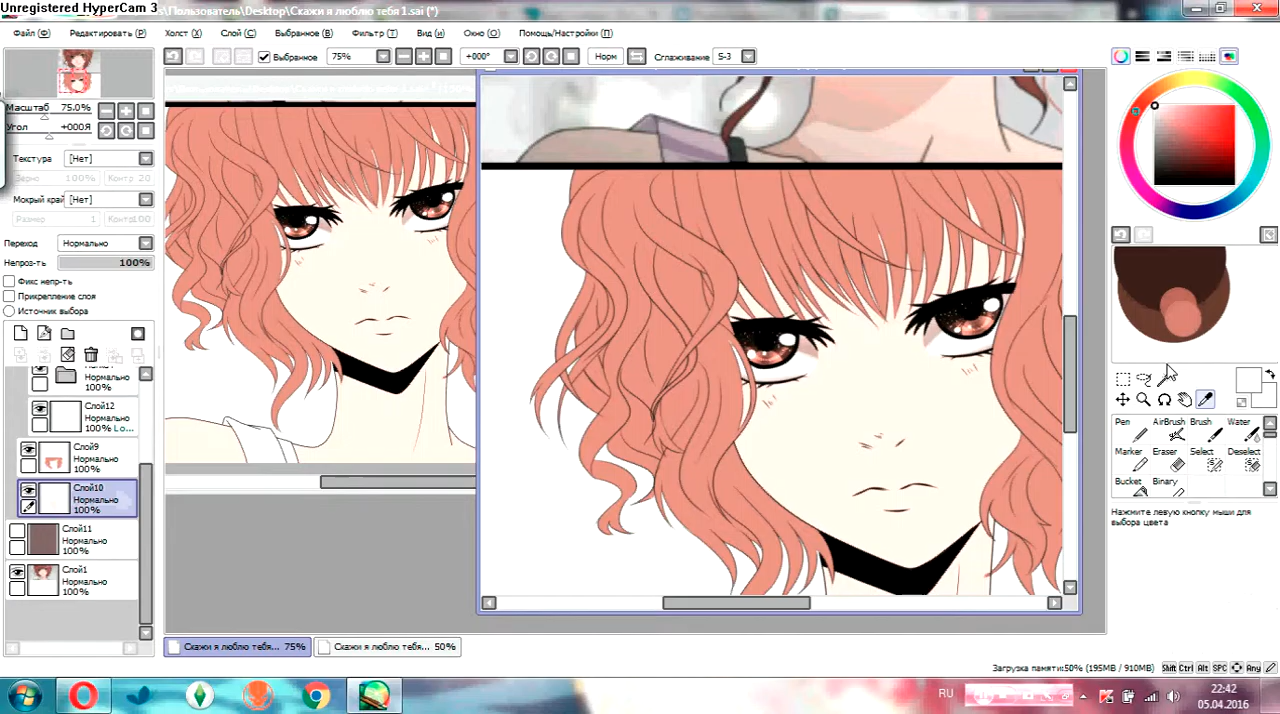 Unregistered HyperCam 3
\Пользователь\Desktop\Скажи я люблю тебя 1.sai (*)
Файл (Ф) Редактировать (Р) Холст (Х) Слой (С) Выбранное (В) Фильтр (Т) Вид (и) Окно (О) Помощь/Настройки (П)
Выбранное 75% +000° Норм Сглаживание S-3
Масштаб 75.0%
Угол +000Я
Текстура [Нет]
100% Контр 20
Мокрый край [Нет]
Размер 1 Контр100
Переход Нормально
Непроз-ть 100%
Фикс непр-ть
Прикрепление слоя
Источник выбора
Нормально
100%
Слой12
Нормально
100% Lo...
Слой9
Нормально
100%
Слой10
Нормально
100%
Слой11
Нормально
100%
Слой1
Нормально
100%
Pen AirBrush Brush Water
Marker Eraser Select Deselect
Bucket Binary
Нажмите левую кнопку мыши для
выбора цвета
Скажи я люблю тебя... 75% Скажи я люблю тебя... 50%
Загрузка памяти:50% (195MB / 910MB) Shift Ctrl Alt SPC Any
RU
22:42
05.04.2016